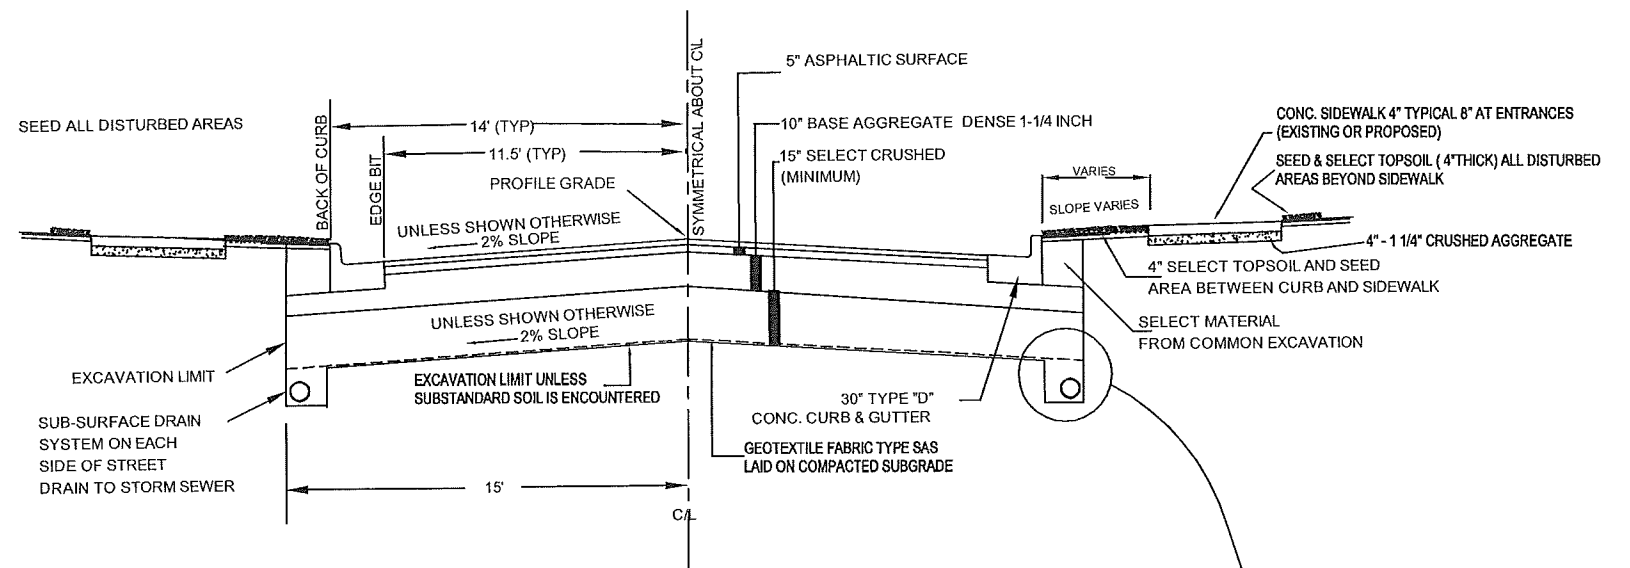 SEED ALL DISTURBED AREAS
BACK OF CURB
14' (TYP)
EDGE BIT
11.5' (TYP)
PROFILE GRADE
UNLESS SHOWN OTHERWISE
2% SLOPE
SYMMETRICAL ABOUT C\L
5" ASPHALTIC SURFACE
10" BASE AGGREGATE DENSE 1-1/4 INCH
15" SELECT CRUSHED
(MINIMUM)
VARIES
SLOPE VARIES
CONC. SIDEWALK 4" TYPICAL 8" AT ENTRANCES
(EXISTING OR PROPOSED)
SEED & SELECT TOPSOIL ( 4"THICK) ALL DISTURBED
AREAS BEYOND SIDEWALK
4" - 1 1/4" CRUSHED AGGREGATE
4" SELECT TOPSOIL AND SEED
AREA BETWEEN CURB AND SIDEWALK
SELECT MATERIAL
FROM COMMON EXCAVATION
UNLESS SHOWN OTHERWISE
2% SLOPE
EXCAVATION LIMIT
EXCAVATION LIMIT UNLESS
SUBSTANDARD SOIL IS ENCOUNTERED
30" TYPE "D"
CONC. CURB & GUTTER
SUB-SURFACE DRAIN
SYSTEM ON EACH
SIDE OF STREET
DRAIN TO STORM SEWER
GEOTEXTILE FABRIC TYPE SAS
LAID ON COMPACTED SUBGRADE
15'
C/L